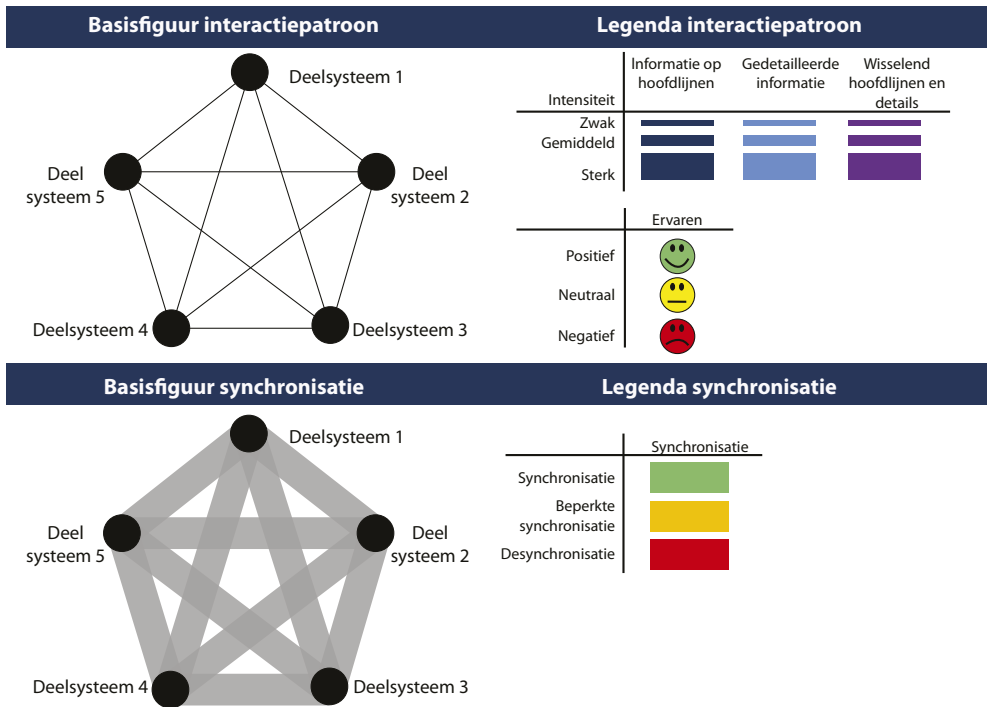 Basisfiguur interactiepatroon
Deelsysteem 1
Deel
systeem 5
Deel
systeem 2
Deelsysteem 4
Deelsysteem 3
Legenda interactiepatroon
Informatie op
hoofdlijnen
Gedetailleerde
informatie
Wisselend
hoofdlijnen en
details
Intensiteit
Zwak
Gemiddeld
Sterk
Ervaren
Positief
Neutraal
Negatief
Basisfiguur synchronisatie
Deelsysteem 1
Deel
systeem 5
Deel
systeem 2
Deelsysteem 4
Deelsysteem 3
Legenda synchronisatie
Synchronisatie
Synchronisatie
Beperkte
synchronisatie
Desynchronisatie